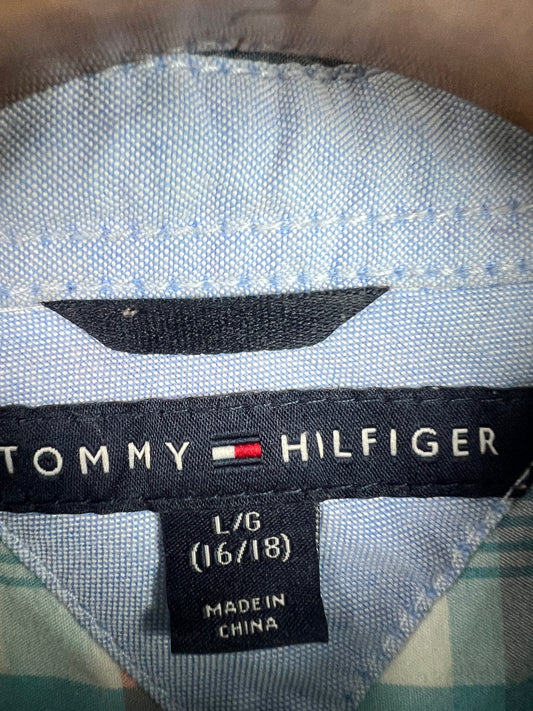 TOMMY HILFIGER
L/G
(16/18)
MADE IN
CHINA